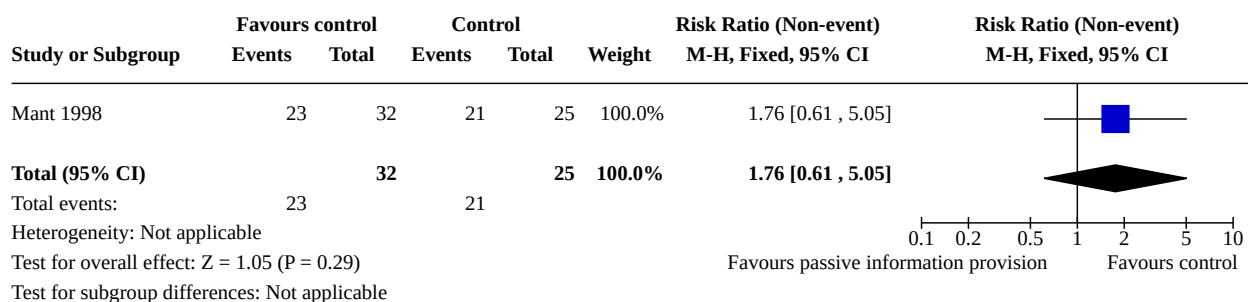 Favours control Control Risk Ratio (Non-event) Risk Ratio (Non-event)
Study or Subgroup Events Total Events Total Weight M-H, Fixed, 95% CI M-H, Fixed, 95% CI
Mant 1998 23 32 21 25 100.0% 1.76 [0.61 , 5.05]
Total (95% CI) 32 25 100.0% 1.76 [0.61 , 5.05]
Total events: 23 21
Heterogeneity: Not applicable
0.1 0.2 0.5 1 2 5 10
Test for overall effect: Z = 1.05 (P = 0.29) Favours passive information provision Favours control
Test for subgroup differences: Not applicable